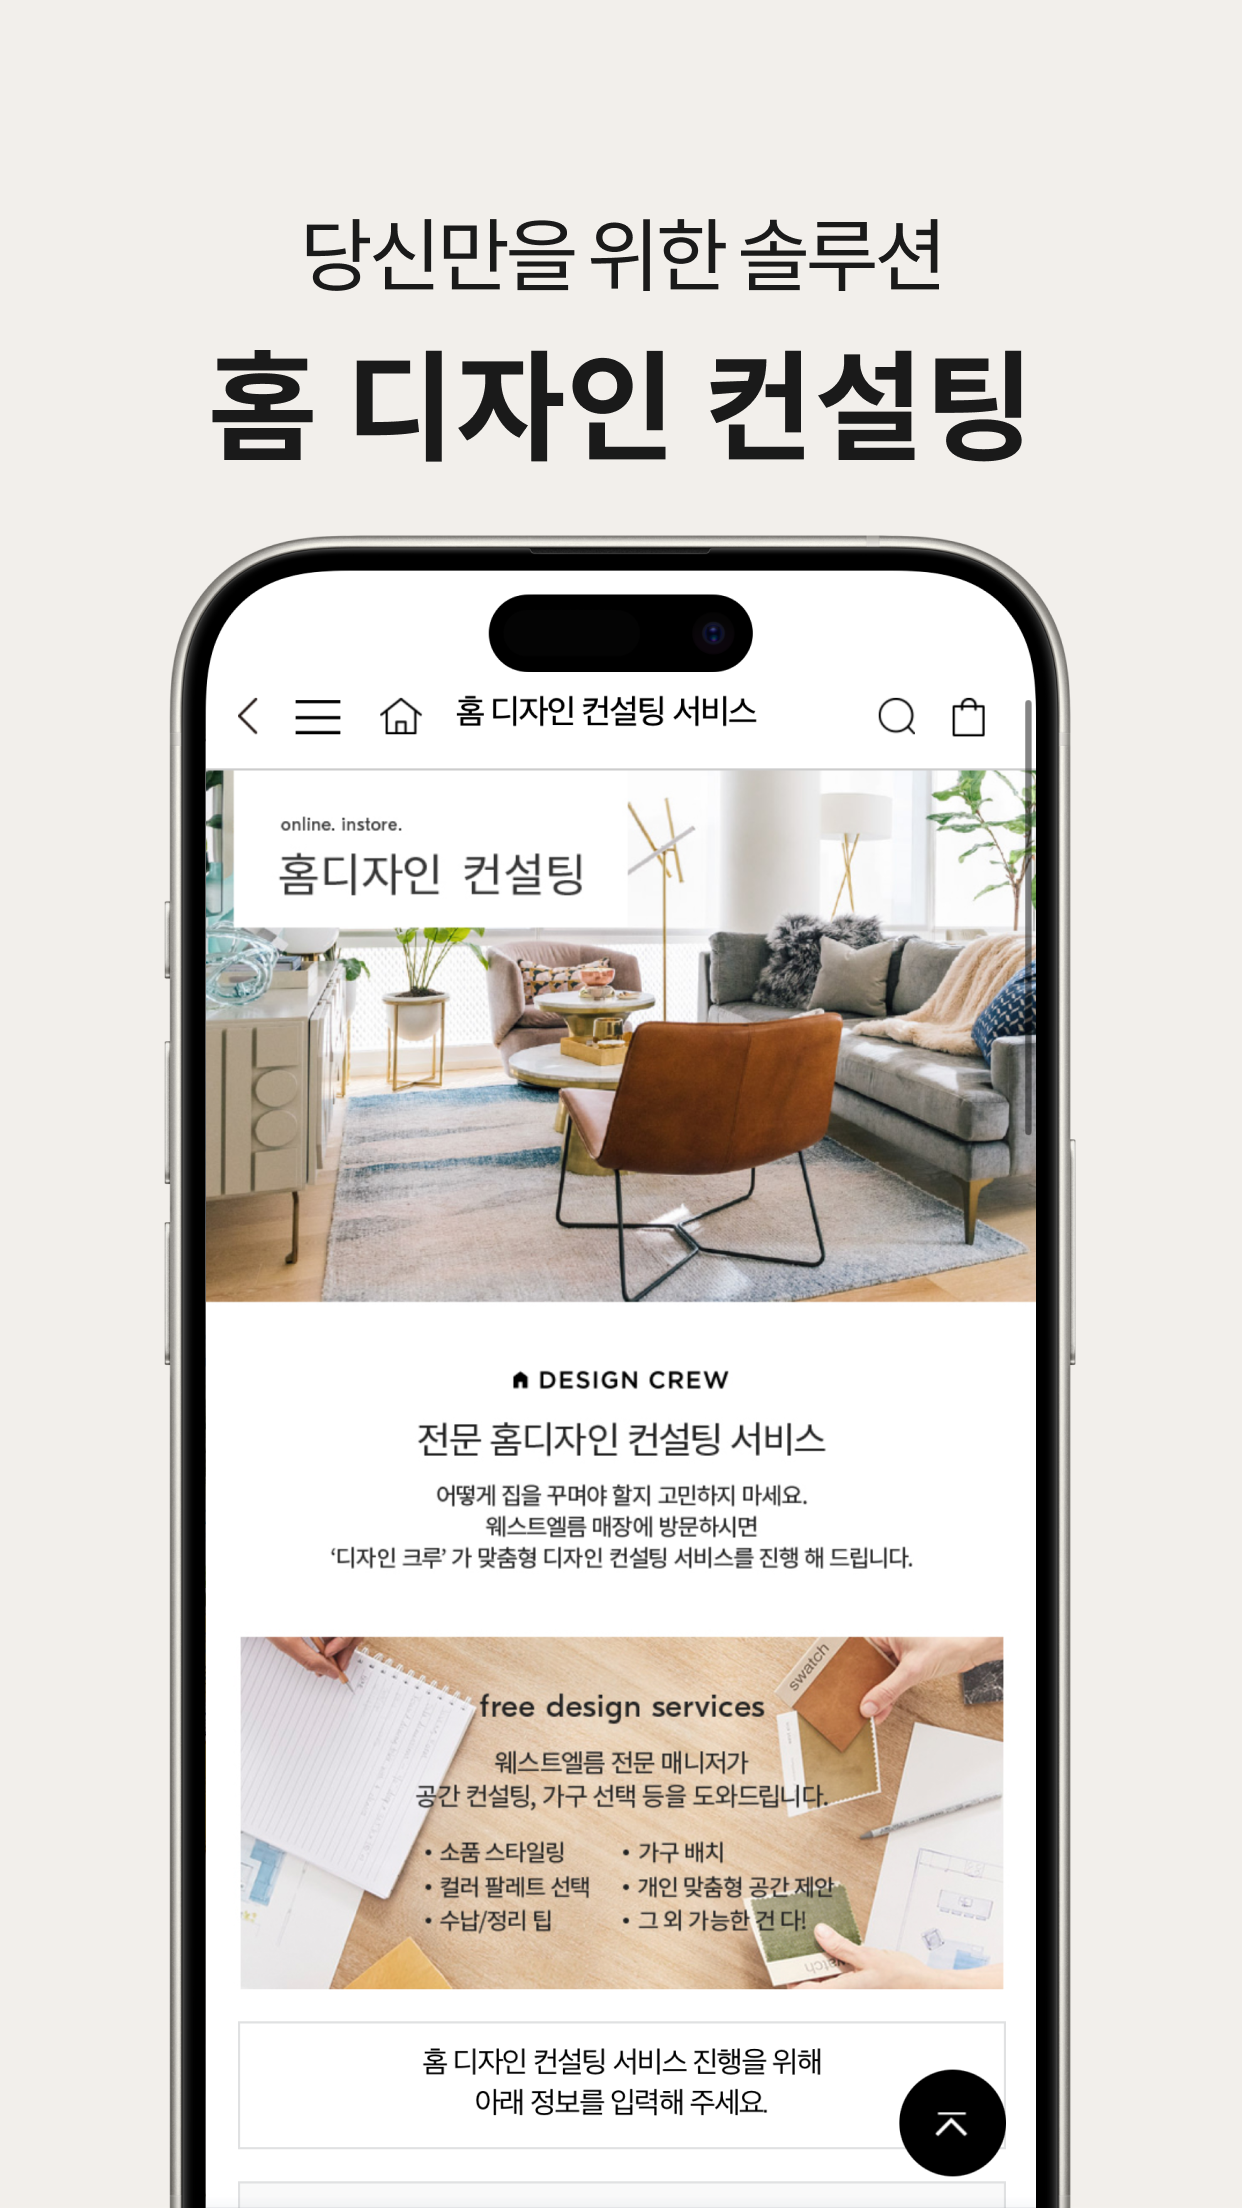 당신만을 위한 솔루션
홈 디자인 컨설팅
홈 디자인 컨설팅 서비스
online. instore.
홈디자인 컨설팅
DESIGN CREW
전문 홈디자인 컨설팅 서비스
어떻게 집을 꾸며야 할지 고민하지 마세요.
웨스트엘름 매장에 방문하시면
‘디자인 크루’ 가 맞춤형 디자인 컨설팅 서비스를 진행 해 드립니다.
swatch
free design services
웨스트엘름 전문 매니저가
공간 컨설팅, 가구 선택 등을 도와드립니다.
• 소품 스타일링
• 컬러 팔레트 선택
• 수납/정리 팁
• 가구 배치
• 개인 맞춤형 공간 제안
• 그 외 가능한 건 다!
홈 디자인 컨설팅 서비스 진행을 위해
아래 정보를 입력해 주세요.